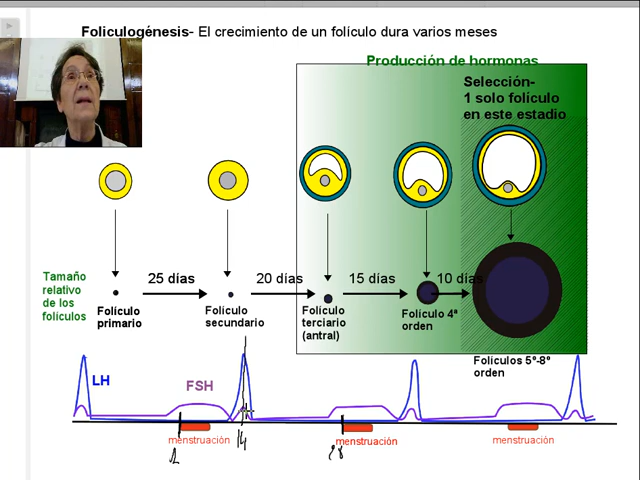 Foliculogénesis- El crecimiento de un folículo dura varios meses
Producción de hormonas
Selección-
1 solo folículo
en este estadio
Tamaño
relativo
de los
folículos
25 días
20 días
15 días
10 días
Folículo
primario
Folículo
secundario
Folículo
terciario
(antral)
Folículo 4ª
orden
Folículos 5º-8º
orden
LH
FSH
menstruación
menstruación
menstruación
1
14
28